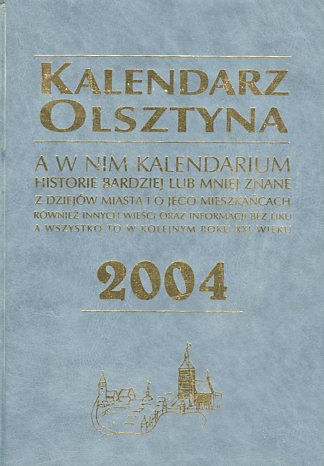 KALENDARZ
OLSZTYNA
A W NIM KALENDARIUM
HISTORIE BARDZIEJ LUB MNIEJ ZNANE
Z DZIEJÓW MIASTA I O JEGO MIESZKAŃCACH
RÓWNIEŻ INNYCH WIEŚCI ORAZ INFORMACJI BEZ LIKU
A WSZYSTKO TO W KOLEJNYM ROKU XXI WIEKU
2004